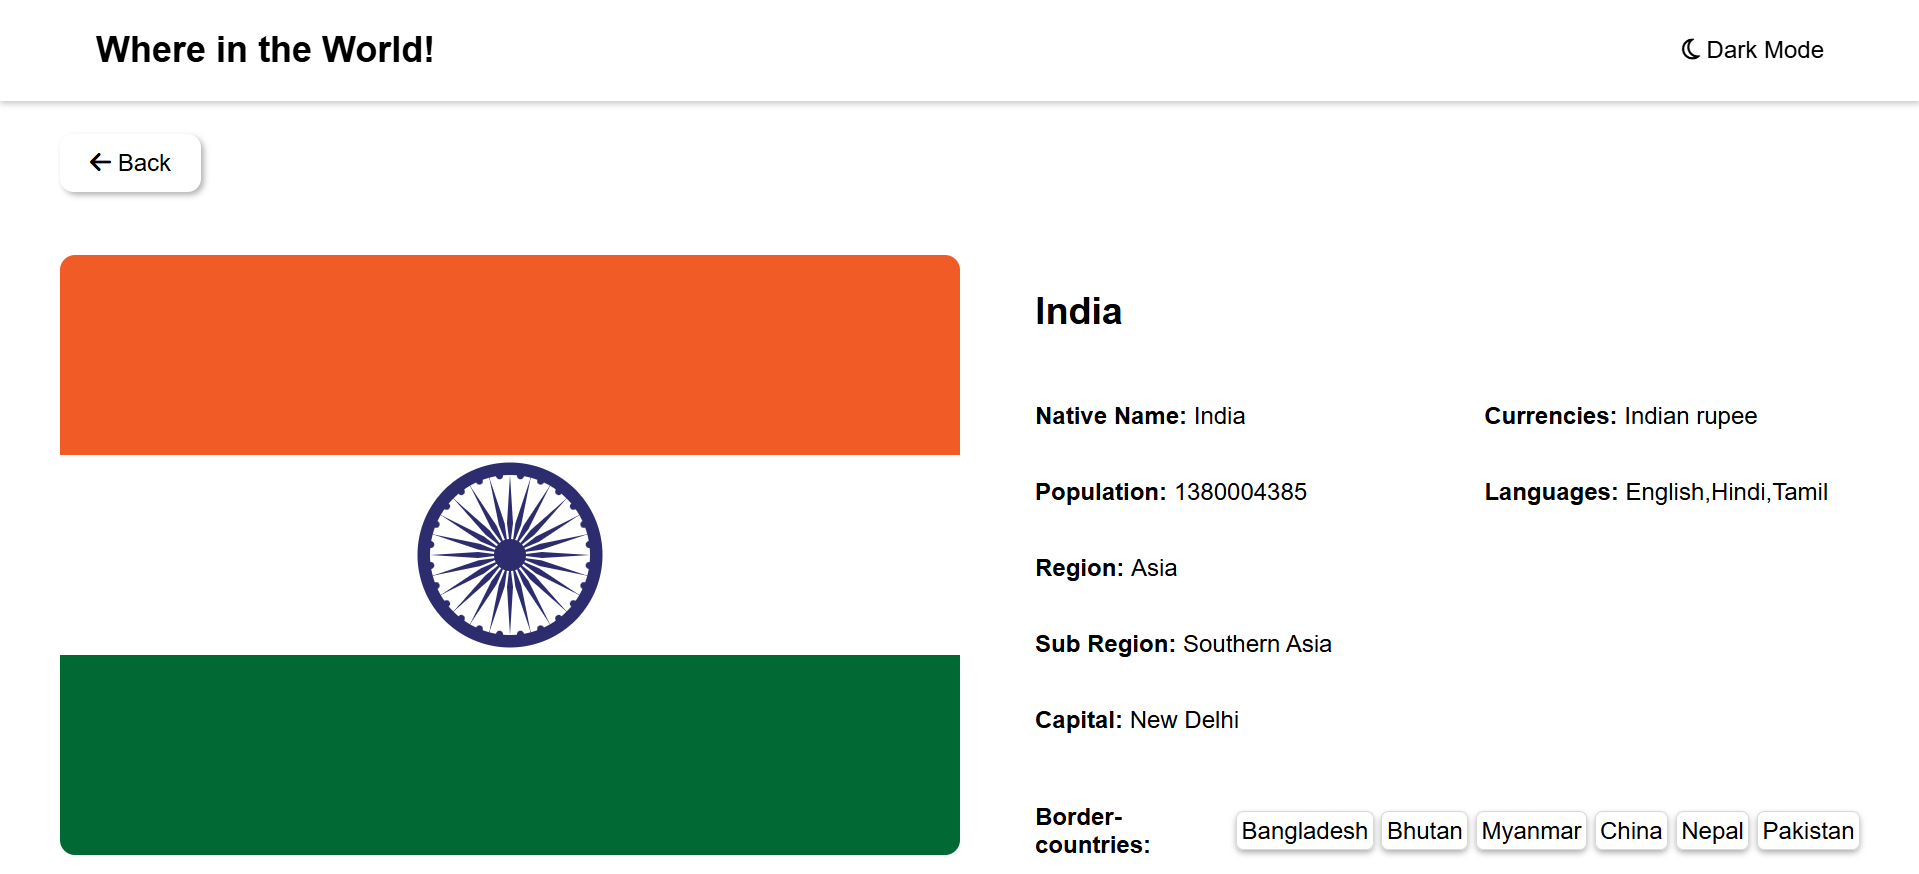 Where in the World!
Dark Mode
Back
India
Native Name: India
Currencies: Indian rupee
Population: 1380004385
Languages: English,Hindi,Tamil
Region: Asia
Sub Region: Southern Asia
Capital: New Delhi
Border-
countries:
Bangladesh Bhutan Myanmar China Nepal Pakistan